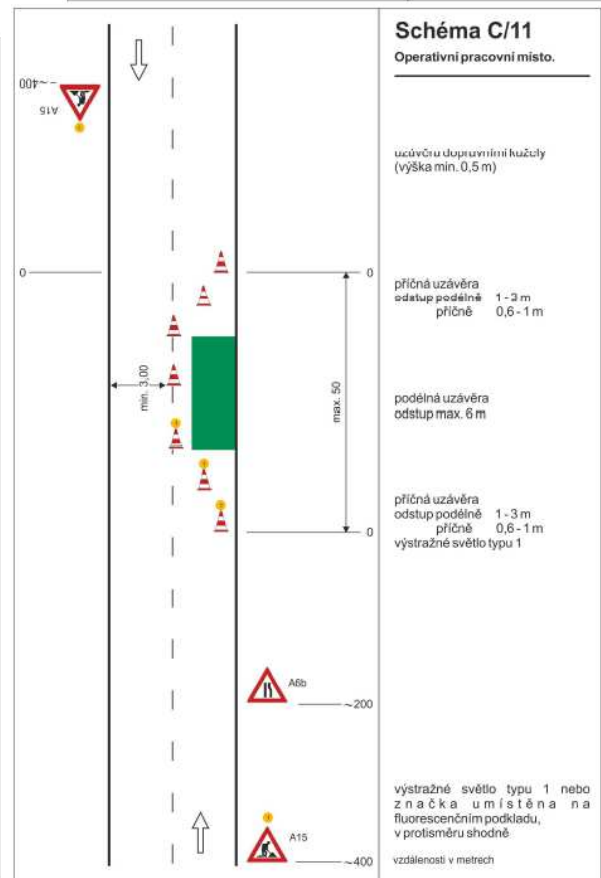 Schéma C/11
Operativní pracovní místo.
uzávěru dopravními kužely
(výška min. 0,5 m)
~400
A15
0
0
příčná uzávěra
odstup podélně 1 - 3 m
příčně 0,6 - 1 m
min. 3,00
max. 50
podélná uzávěra
odstup max. 6 m
příčná uzávěra
odstup podélně 1 - 3 m
příčně 0,6 - 1 m
výstražné světlo typu 1
0
A6b
~200
výstražné světlo typu 1 nebo
značka umístěna na
fluorescenčním podkladu,
v protisměru shodně
A15
~400
vzdálenosti v metrech